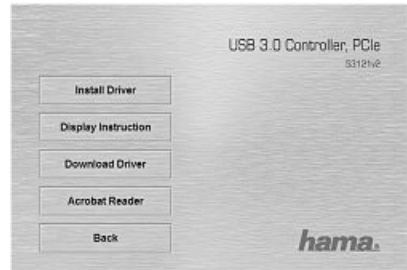 USB 3.0 Controller, PCIe
53121v2
Install Driver
Display Instruction
Download Driver
Acrobat Reader
Back
hama.